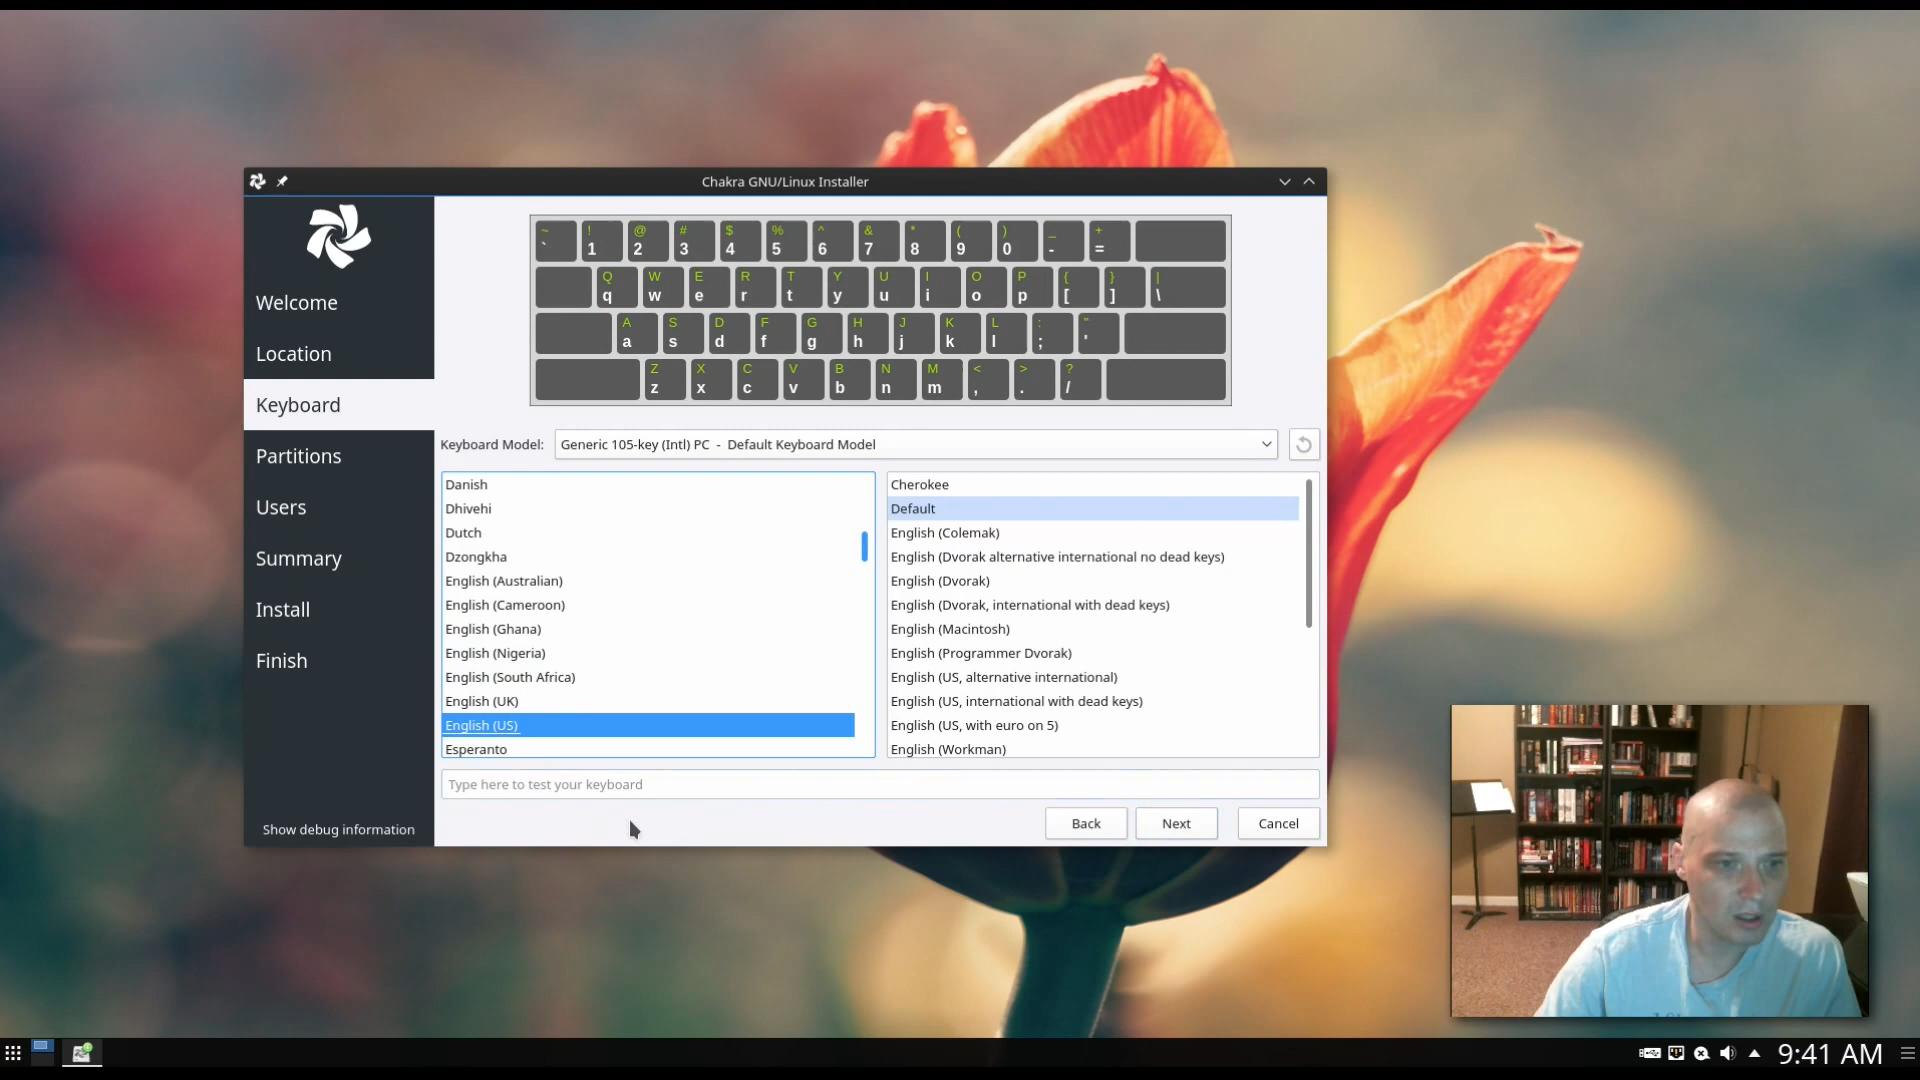 Chakra GNU/Linux Installer
Welcome
Location
Keyboard
Partitions
Users
Summary
Install
Finish
Show debug information
~ ! @ # $ % ^ & * ( ) _ +
` 1 2 3 4 5 6 7 8 9 0 - =
Q W E R T Y U I O P { } |
q w e r t y u i o p [ ] \
A S D F G H J K L : "
a s d f g h j k l ; '
Z X C V B N M < > ?
z x c v b n m , . /
Keyboard Model: Generic 105-key (Intl) PC - Default Keyboard Model
Danish
Dhivehi
Dutch
Dzongkha
English (Australian)
English (Cameroon)
English (Ghana)
English (Nigeria)
English (South Africa)
English (UK)
English (US)
Esperanto
Cherokee
Default
English (Colemak)
English (Dvorak alternative international no dead keys)
English (Dvorak)
English (Dvorak, international with dead keys)
English (Macintosh)
English (Programmer Dvorak)
English (US, alternative international)
English (US, international with dead keys)
English (US, with euro on 5)
English (Workman)
Type here to test your keyboard
Back Next Cancel
9:41 AM